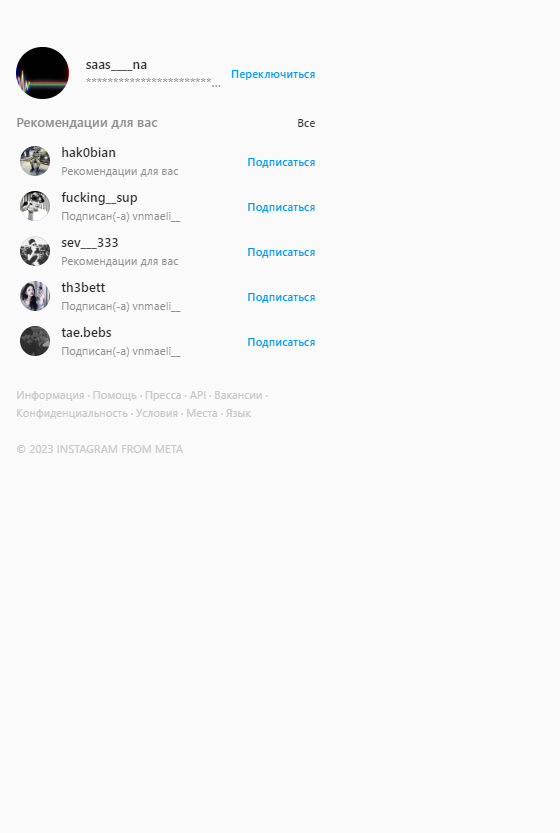 saas____na
***********************...
Переключиться
Рекомендации для вас
Все
hak0bian
Рекомендации для вас
Подписаться
fucking__sup
Подписан(-а) vnmaeli__
Подписаться
sev___333
Рекомендации для вас
Подписаться
th3bett
Подписан(-а) vnmaeli__
Подписаться
tae.bebs
Подписан(-а) vnmaeli__
Подписаться
Информация · Помощь · Пресса · API · Вакансии ·
Конфиденциальность · Условия · Места · Язык
© 2023 INSTAGRAM FROM META